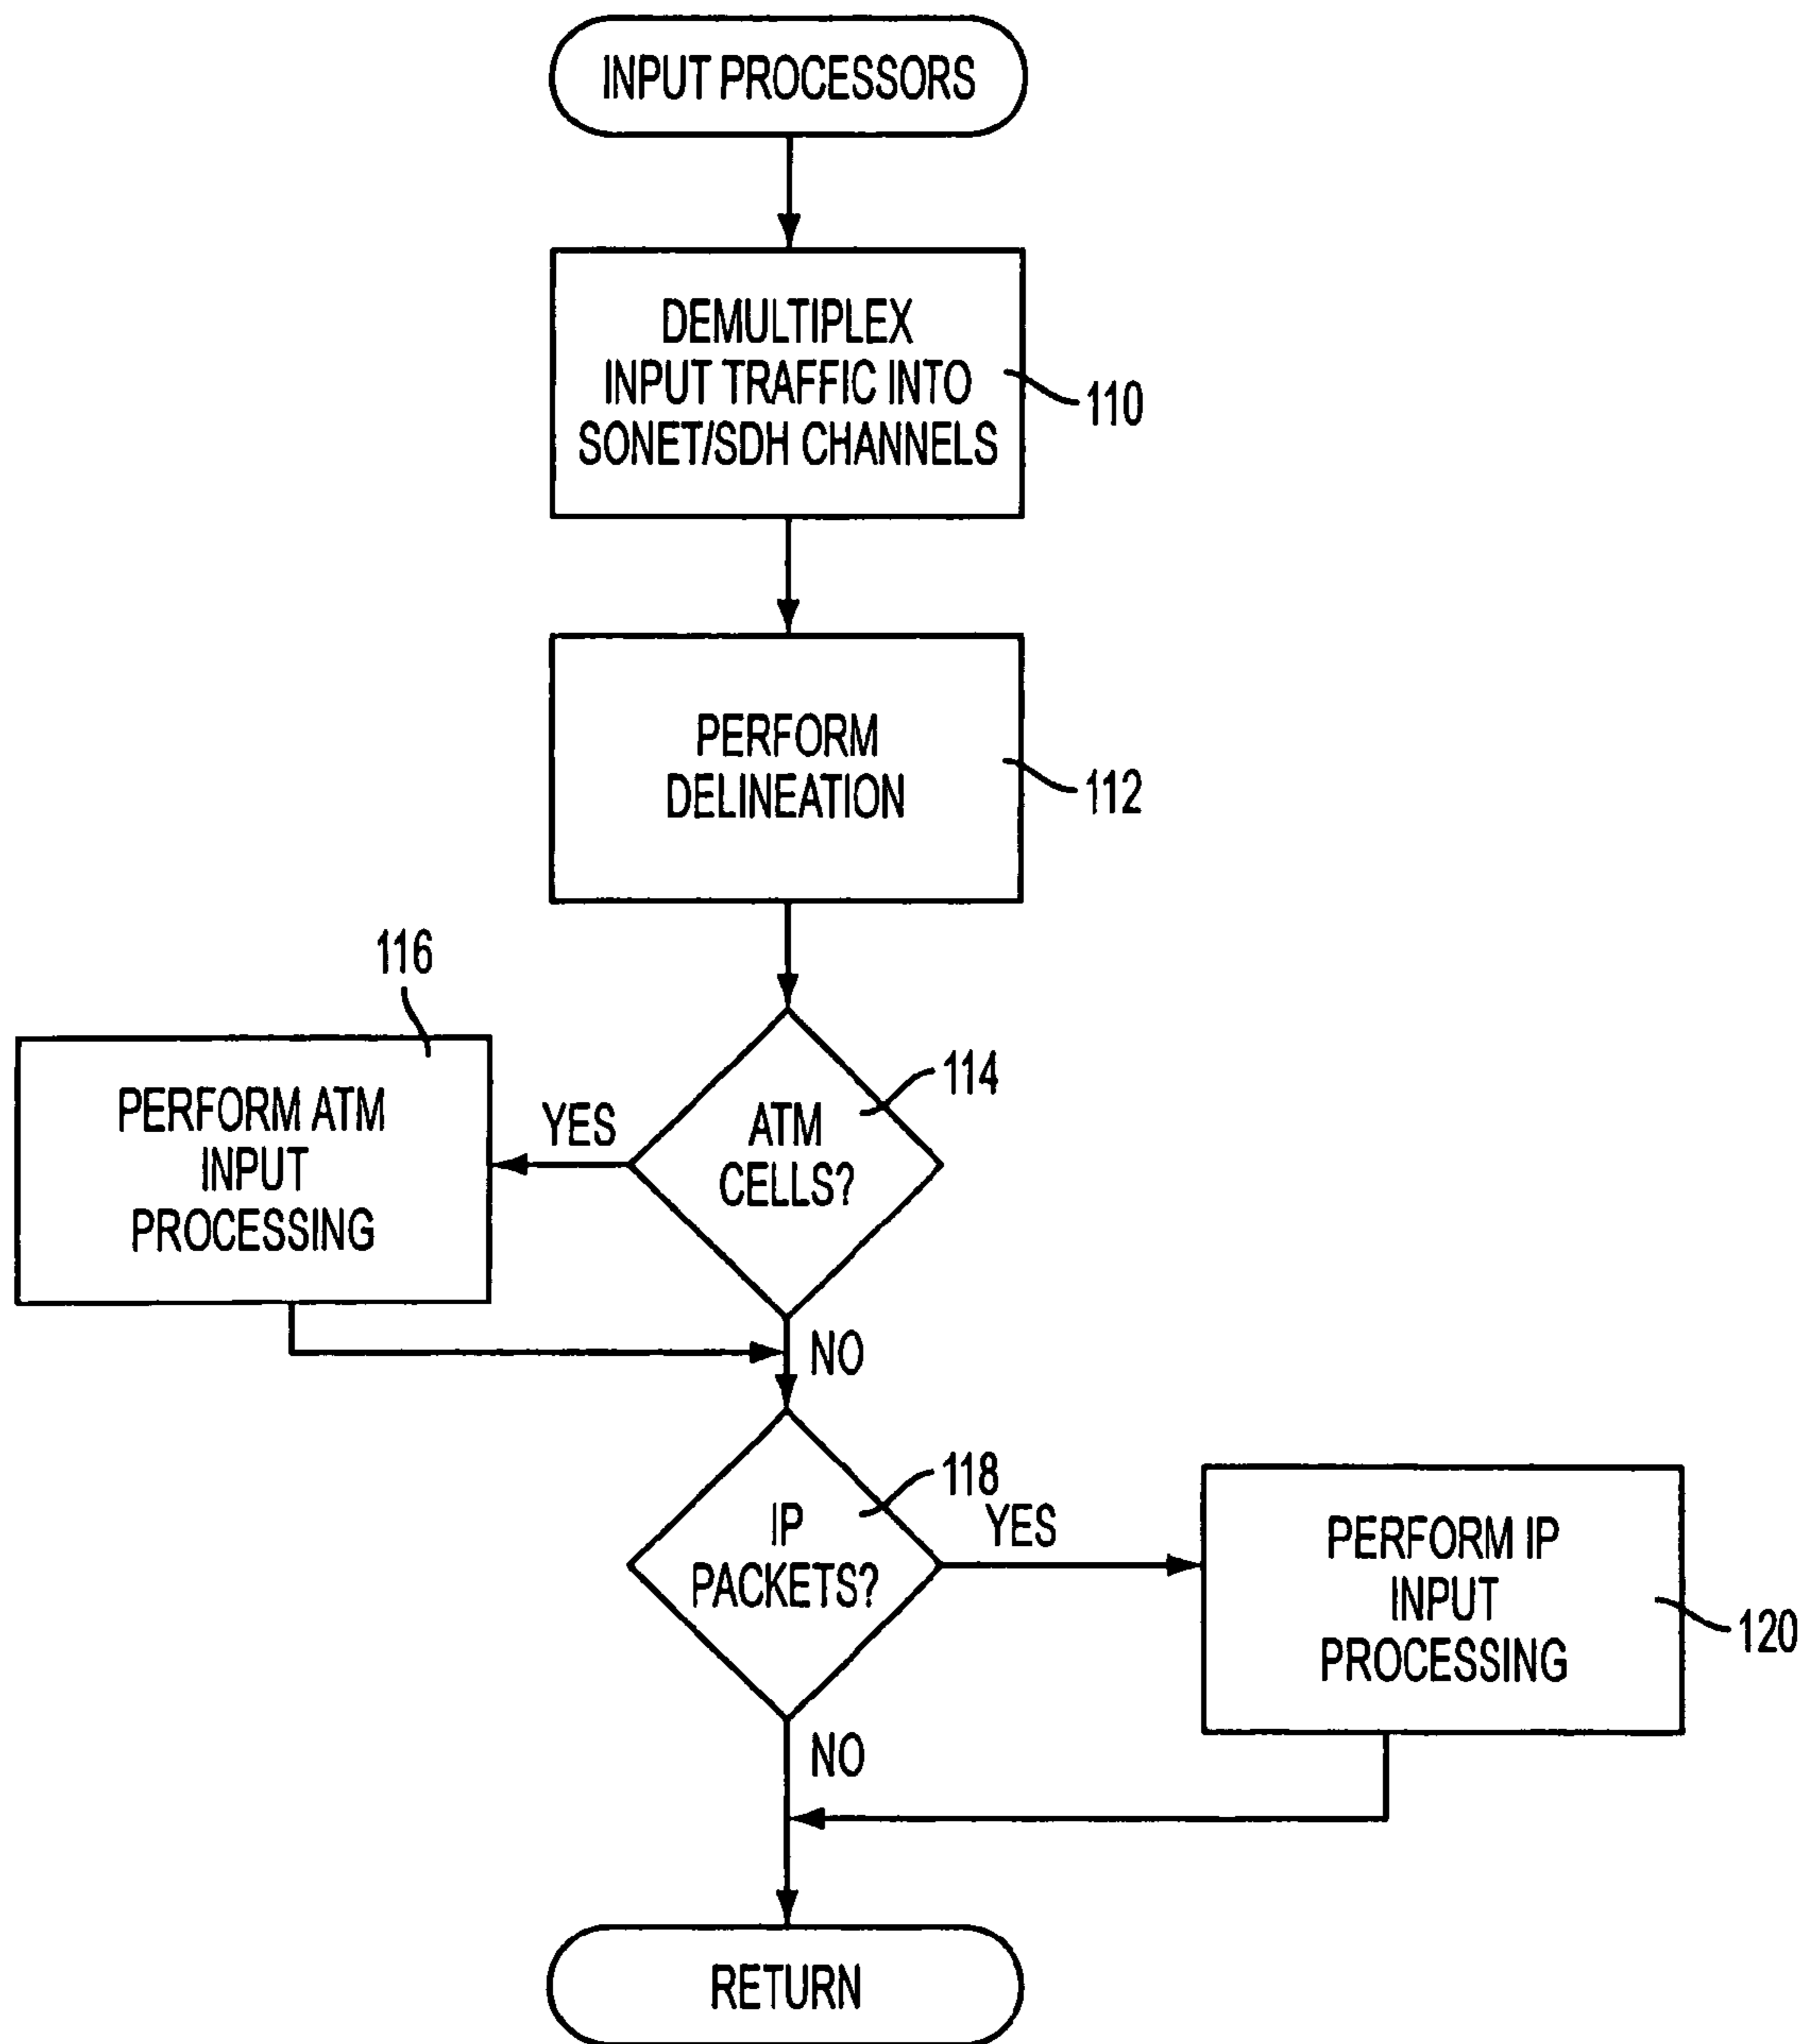 INPUT PROCESSORS
DEMULTIPLEX
INPUT TRAFFIC INTO
SONET/SDH CHANNELS
110
PERFORM
DELINEATION
112
116
PERFORM ATM
INPUT
PROCESSING
YES
ATM
CELLS?
114
NO
IP
PACKETS?
118
YES
PERFORM IP
INPUT
PROCESSING
120
NO
RETURN